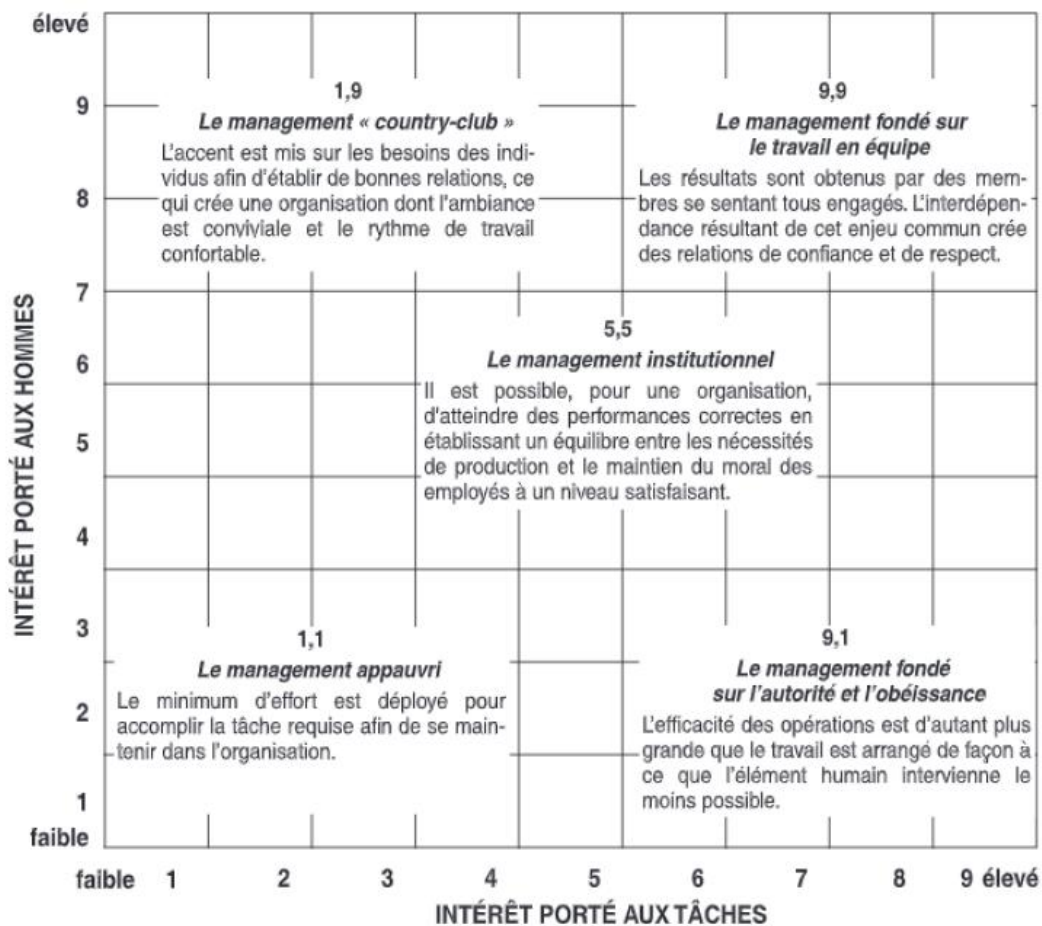 élevé
1,9
Le management « country-club »
L'accent est mis sur les besoins des indi-
vidus afin d'établir de bonnes relations, ce
qui crée une organisation dont l'ambiance
est conviviale et le rythme de travail
confortable.
9,9
Le management fondé sur
le travail en équipe
Les résultats sont obtenus par des mem-
bres se sentant tous engagés. L'interdépen-
dance résultant de cet enjeu commun crée
des relations de confiance et de respect.
5,5
Le management institutionnel
Il est possible, pour une organisation,
d'atteindre des performances correctes en
établissant un équilibre entre les nécessités
de production et le maintien du moral des
employés à un niveau satisfaisant.
1,1
Le management appauvri
Le minimum d'effort est déployé pour
accomplir la tâche requise afin de se main-
tenir dans l'organisation.
9,1
Le management fondé
sur l'autorité et l'obéissance
L'efficacité des opérations est d'autant plus
grande que le travail est arrangé de façon à
ce que l'élément humain intervienne le
moins possible.
9
8
7
6
5
4
3
2
1
faible
INTÉRÊT PORTÉ AUX HOMMES
faible 1 2 3 4 5 6 7 8 9 élevé
INTÉRÊT PORTÉ AUX TÂCHES